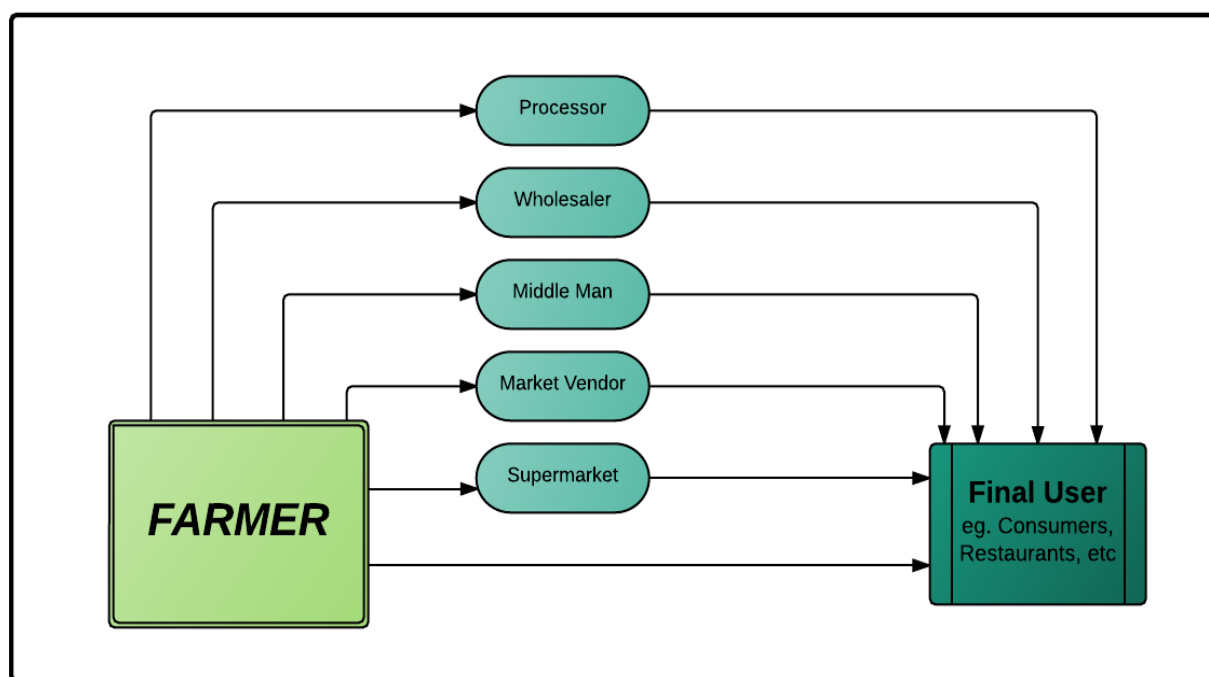 Processor
Wholesaler
Middle Man
Market Vendor
Supermarket
FARMER
Final User
eg. Consumers,
Restaurants, etc